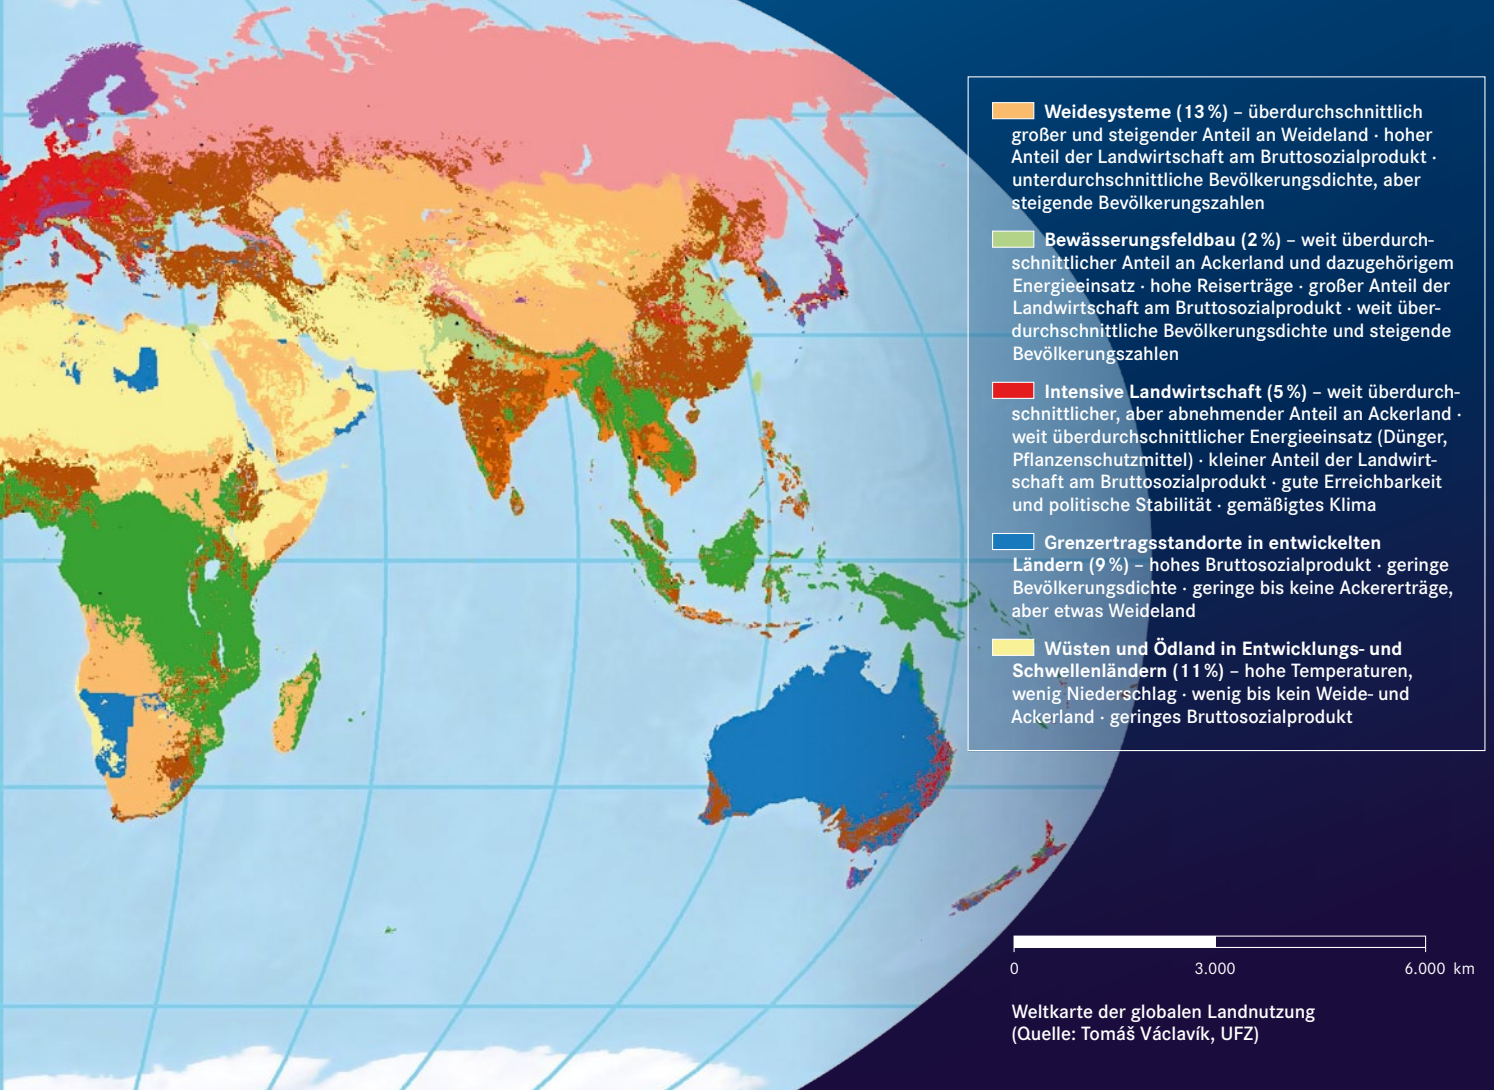 Weidesysteme (13 %) – überdurchschnittlich
großer und steigender Anteil an Weideland · hoher
Anteil der Landwirtschaft am Bruttosozialprodukt ·
unterdurchschnittliche Bevölkerungsdichte, aber
steigende Bevölkerungszahlen
Bewässerungsfeldbau (2 %) – weit überdurch-
schnittlicher Anteil an Ackerland und dazugehörigem
Energieeinsatz · hohe Reiserträge · großer Anteil der
Landwirtschaft am Bruttosozialprodukt · weit über-
durchschnittliche Bevölkerungsdichte und steigende
Bevölkerungszahlen
Intensive Landwirtschaft (5 %) – weit überdurch-
schnittlicher, aber abnehmender Anteil an Ackerland ·
weit überdurchschnittlicher Energieeinsatz (Dünger,
Pflanzenschutzmittel) · kleiner Anteil der Landwirt-
schaft am Bruttosozialprodukt · gute Erreichbarkeit
und politische Stabilität · gemäßigtes Klima
Grenzertragsstandorte in entwickelten
Ländern (9 %) – hohes Bruttosozialprodukt · geringe
Bevölkerungsdichte · geringe bis keine Ackererträge,
aber etwas Weideland
Wüsten und Ödland in Entwicklungs- und
Schwellenländern (11 %) – hohe Temperaturen,
wenig Niederschlag · wenig bis kein Weide- und
Ackerland · geringes Bruttosozialprodukt
0 3.000 6.000 km
Weltkarte der globalen Landnutzung
(Quelle: Tomáš Václavík, UFZ)